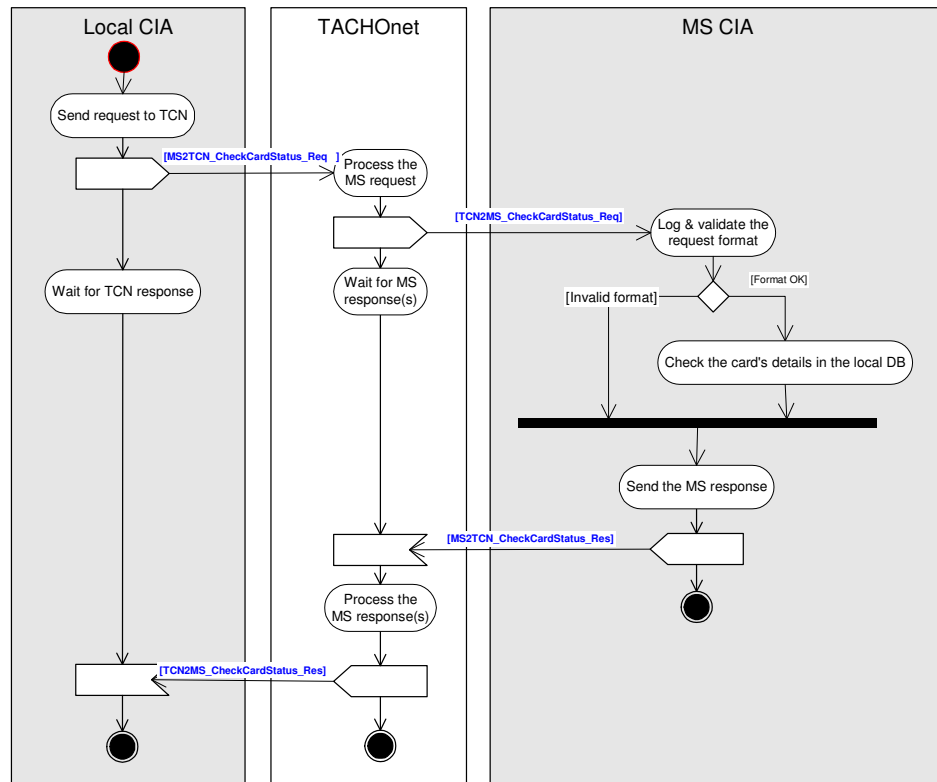 Local CIA
TACHOnet
MS CIA
Send request to TCN
[MS2TCN_CheckCardStatus_Req ]
Process the
MS request
[TCN2MS_CheckCardStatus_Req]
Log & validate the
request format
Wait for TCN response
Wait for MS
response(s)
[Invalid format]
[Format OK]
Check the card's details in the local DB
Send the MS response
[MS2TCN_CheckCardStatus_Res]
Process the
MS response(s)
[TCN2MS_CheckCardStatus_Res]